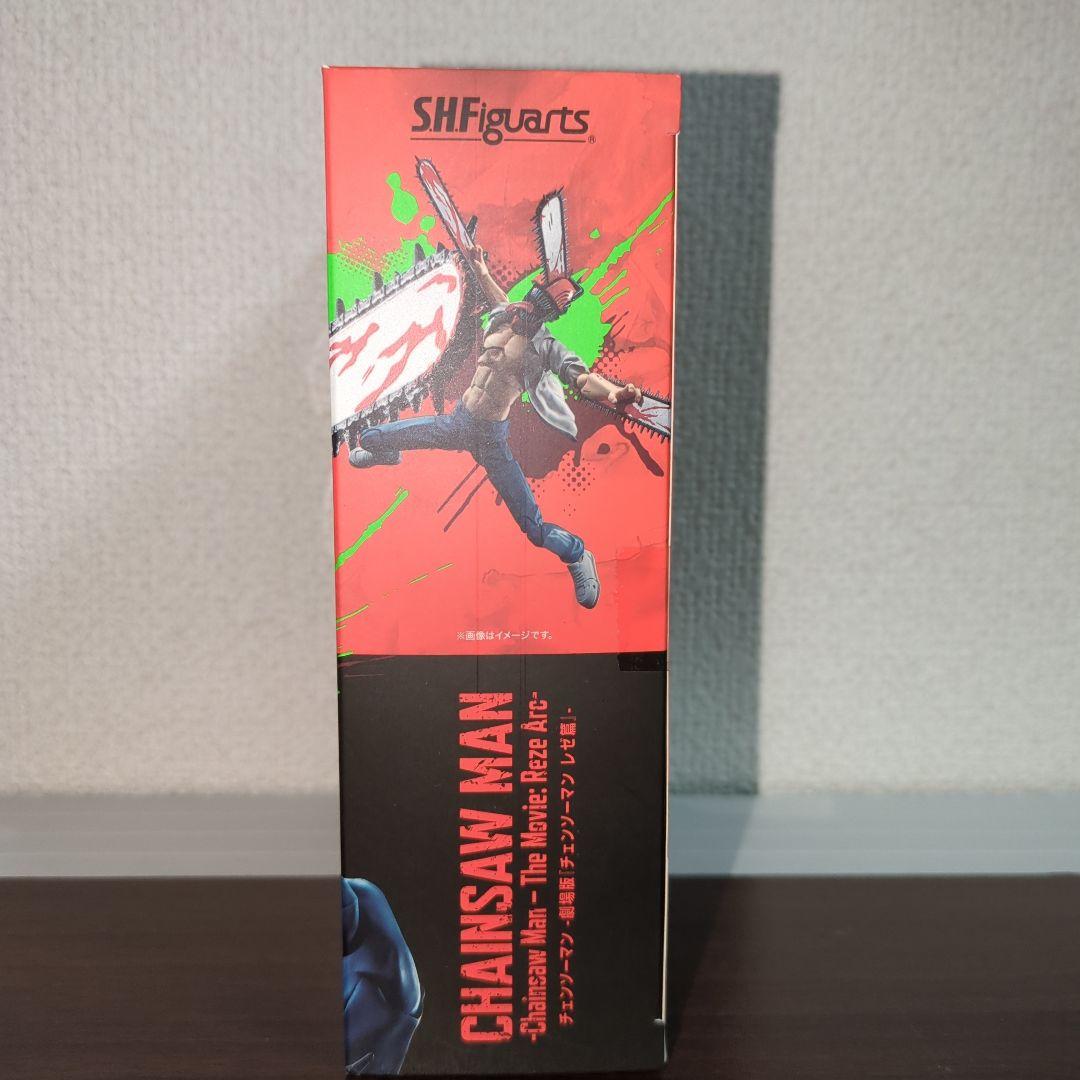 S.H.Figuarts®
※画像はイメージです。
CHAINSAW MAN
-Chainsaw Man – The Movie: Reze Arc-
チェンソーマン -劇場版『チェンソーマン レゼ篇』-